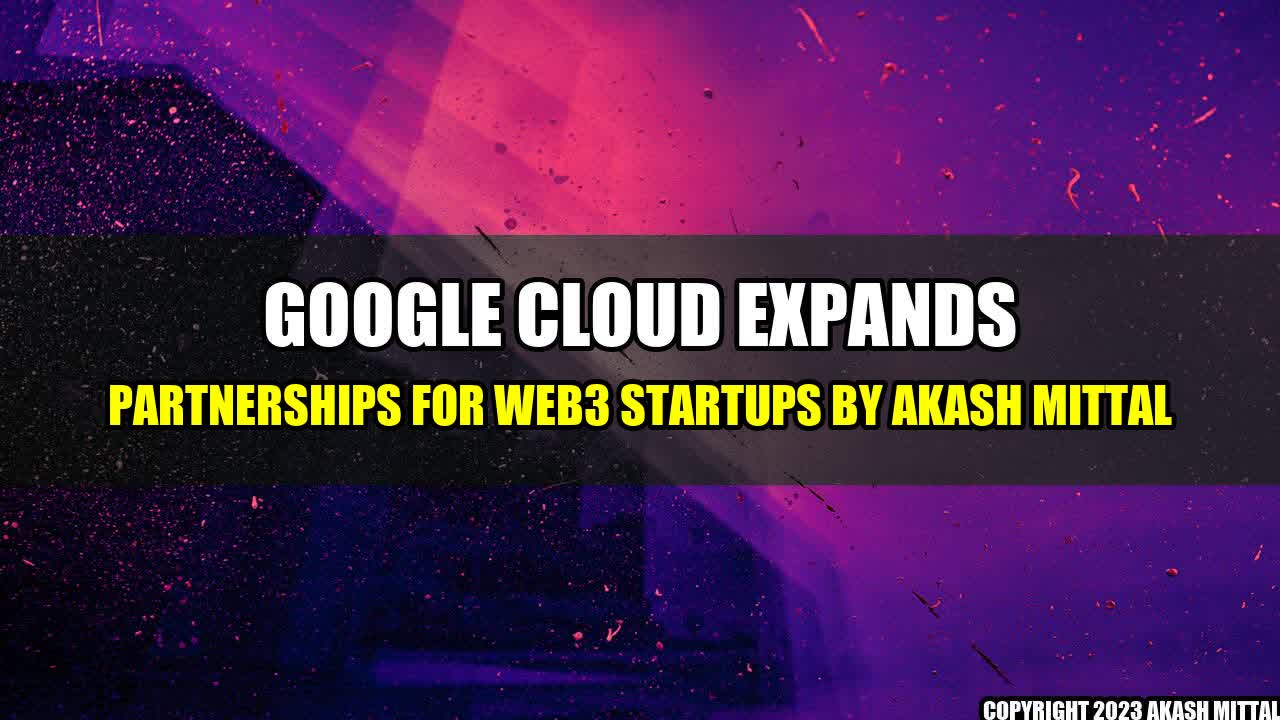 GOOGLE CLOUD EXPANDS
PARTNERSHIPS FOR WEB3 STARTUPS BY AKASH MITTAL
COPYRIGHT 2023 AKASH MITTAL